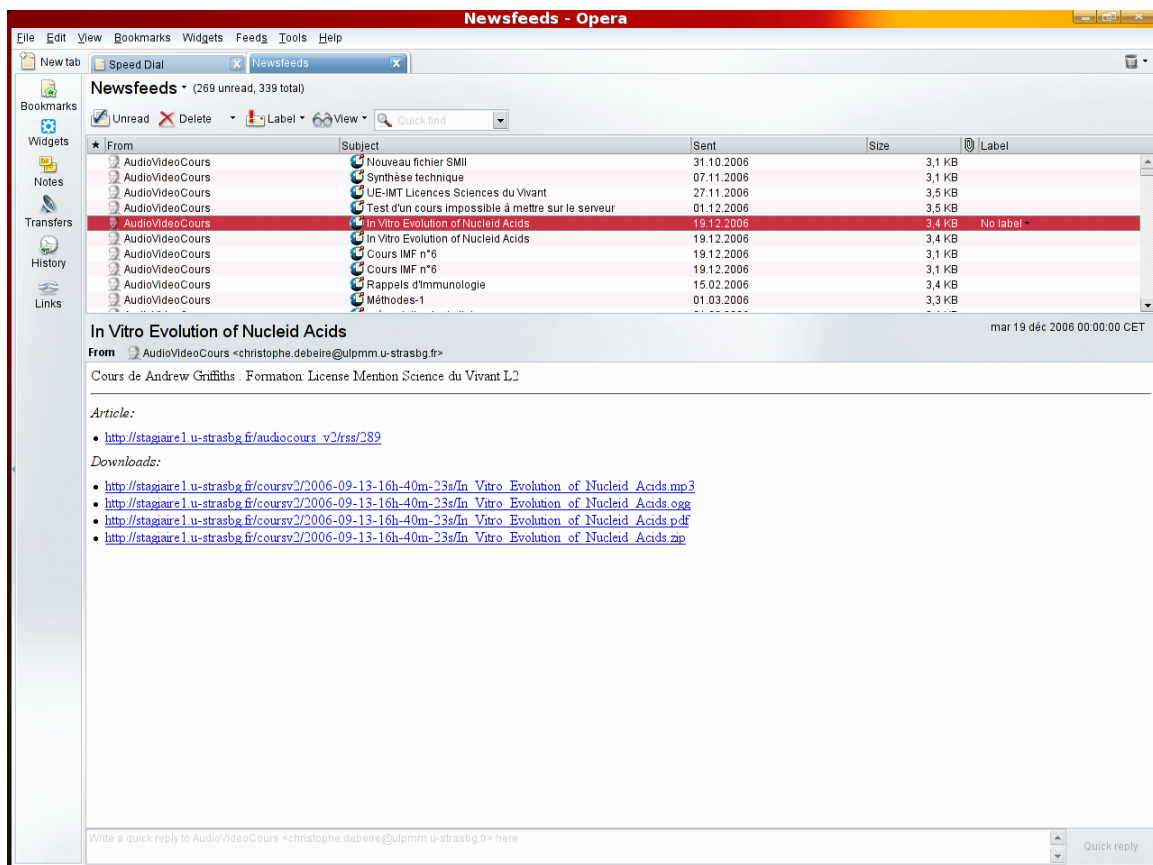 Newsfeeds - Opera
File Edit View Bookmarks Widgets Feeds Tools Help
New tab Speed Dial Newsfeeds
Bookmarks
Widgets
Notes
Transfers
History
Links
Newsfeeds (269 unread, 339 total)
Unread Delete Label View Quick find
From Subject Sent Size Label
AudioVideoCours Nouveau fichier SMII 31.10.2006 3,1 KB
AudioVideoCours Synthèse technique 07.11.2006 3,1 KB
AudioVideoCours UE-IMT Licences Sciences du Vivant 27.11.2006 3,5 KB
AudioVideoCours Test d'un cours impossible à mettre sur le serveur 01.12.2006 3,5 KB
AudioVideoCours In Vitro Evolution of Nucleid Acids 19.12.2006 3,4 KB No label
AudioVideoCours In Vitro Evolution of Nucleid Acids 19.12.2006 3,4 KB
AudioVideoCours Cours IMF n°6 19.12.2006 3,1 KB
AudioVideoCours Cours IMF n°6 19.12.2006 3,1 KB
AudioVideoCours Rappels d'Immunologie 15.02.2006 3,4 KB
AudioVideoCours Méthodes-1 01.03.2006 3,3 KB
In Vitro Evolution of Nucleid Acids mar 19 déc 2006 00:00:00 CET
From AudioVideoCours <christophe.debeire@ulpmm.u-strasbg.fr>
Cours de Andrew Griffiths . Formation: License Mention Science du Vivant L2
Article:
http://stagiaire1.u-strasbg.fr/audiocours_v2/rss/289
Downloads:
http://stagiaire1.u-strasbg.fr/coursv2/2006-09-13-16h-40m-23s/In_Vitro_Evolution_of_Nucleid_Acids.mp3
http://stagiaire1.u-strasbg.fr/coursv2/2006-09-13-16h-40m-23s/In_Vitro_Evolution_of_Nucleid_Acids.ogg
http://stagiaire1.u-strasbg.fr/coursv2/2006-09-13-16h-40m-23s/In_Vitro_Evolution_of_Nucleid_Acids.pdf
http://stagiaire1.u-strasbg.fr/coursv2/2006-09-13-16h-40m-23s/In_Vitro_Evolution_of_Nucleid_Acids.zip
Write a quick reply to AudioVideoCours <christophe.debeire@ulpmm.u-strasbg.fr> here Quick reply